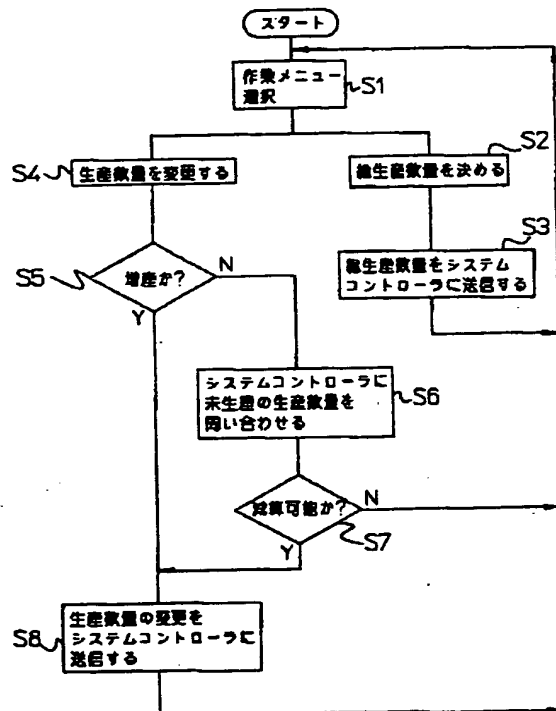 スタート
作業メニュー
選択
S1
S4
生産数量を変更する
S2
総生産数量を決める
S3
総生産数量をシステム
コントローラに送信する
S5
増産か?
N
Y
システムコントローラに
未生産の生産数量を
問い合わせる
S6
減算可能か?
N
S7
Y
S8
生産数量の変更を
システムコントローラに
送信する